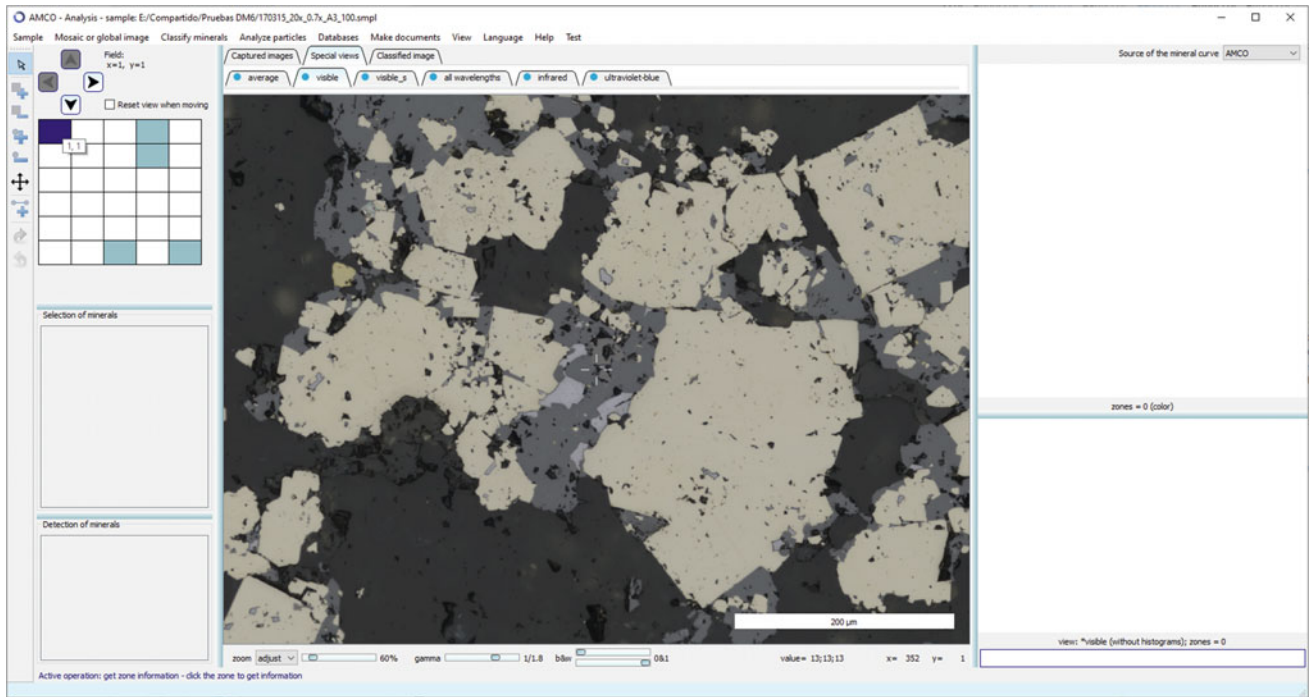 AMCO - Analysis - sample: E:/Compartido/Pruebas DM6/170315_20x_0.7x_A3_100.smpl
Sample Mosaic or global image Classify minerals Analyze particles Databases Make documents View Language Help Test
Field:
x=1, y=1
Reset view when moving
1, 1
Captured images Special views Classified image
average visible visible_s all wavelengths infrared ultraviolet-blue
Source of the mineral curve AMCO
Selection of minerals
Detection of minerals
zones = 0 (color)
200 µm
view: *visible (without histograms); zones = 0
zoom adjust 60% gamma 1/1.8 b&w 0&1 value= 13;13;13 x= 352 y= 1
Active operation: get zone information - click the zone to get information